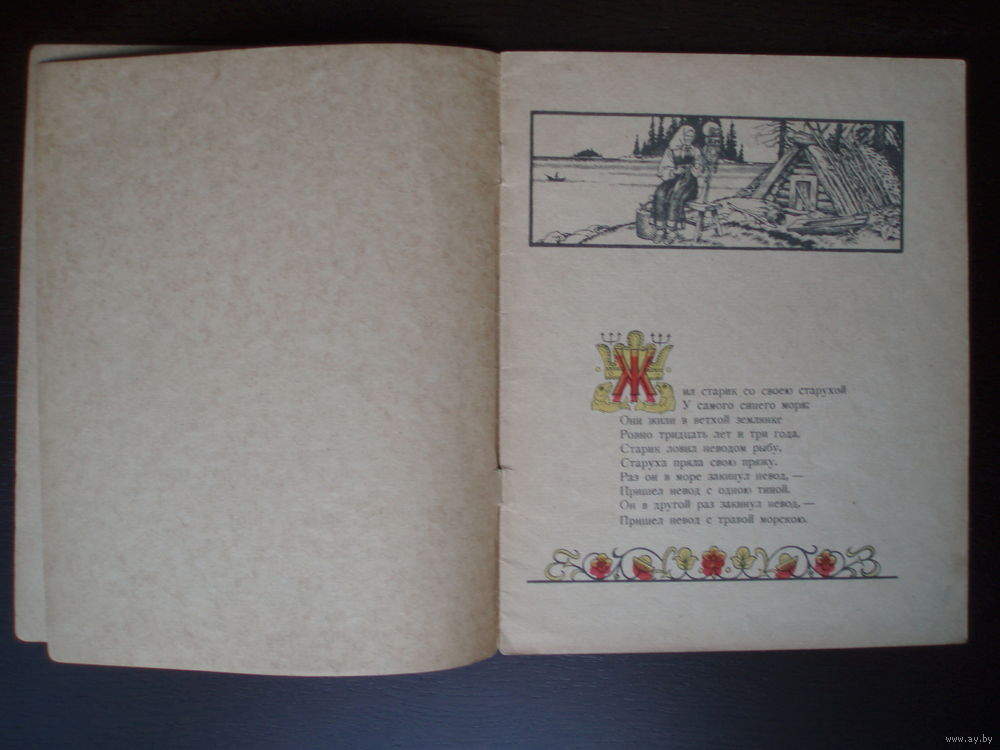 Жил старик со своею старухой
У самого синего моря;
Они жили в ветхой землянке
Ровно тридцать лет и три года.
Старик ловил неводом рыбу,
Старуха пряла свою пряжу.
Раз он в море закинул невод,—
Пришел невод с одною тиной.
Он в другой раз закинул невод,—
Пришел невод с травой морскою.
www.ay.by